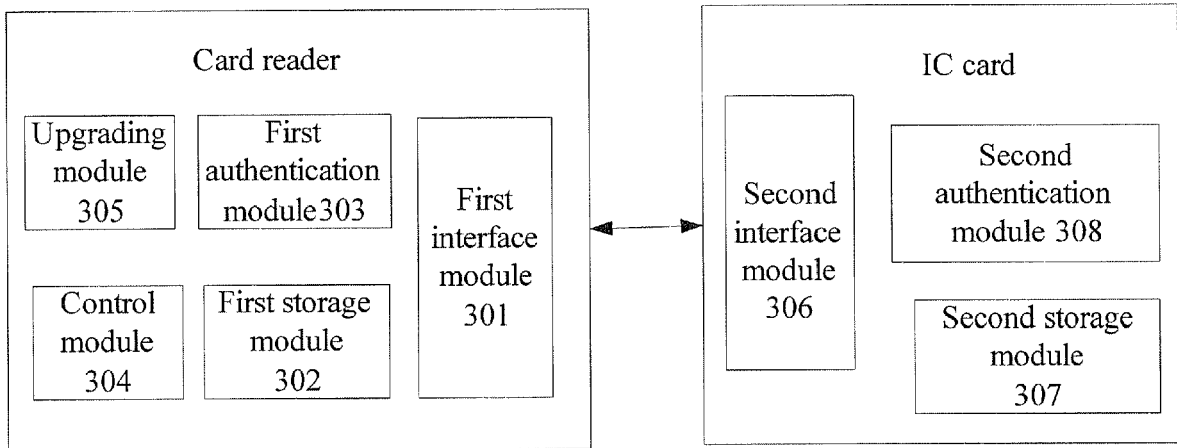 Card reader
Upgrading
module
305
First
authentication
module303
First
interface
module
301
Control
module
304
First storage
module
302
IC card
Second
interface
module
306
Second
authentication
module 308
Second storage
module
307